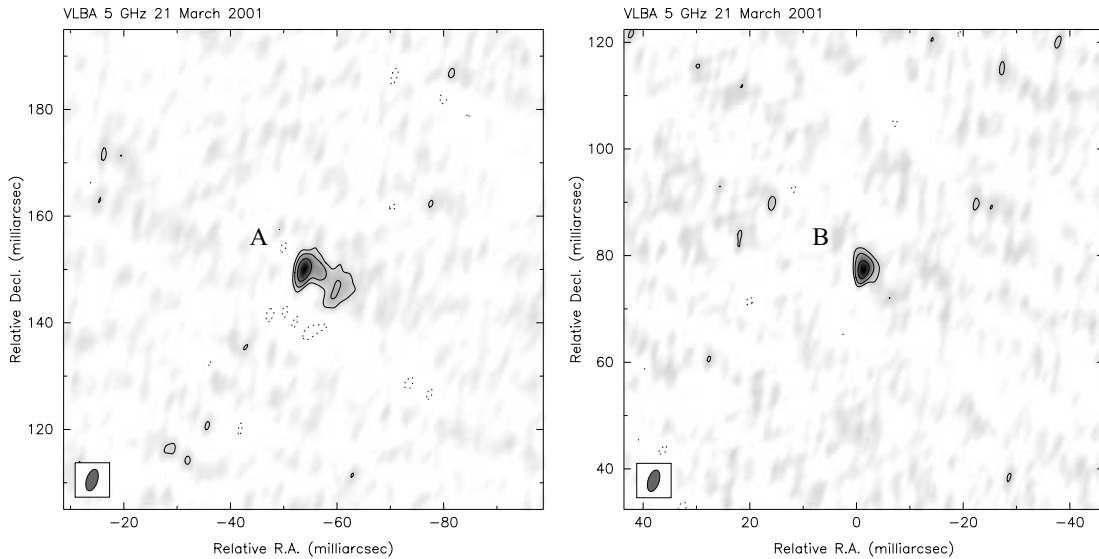 VLBA 5 GHz 21 March 2001
Relative Decl. (milliarcsec)
180
160
140
120
A
−20
−40
−60
−80
Relative R.A. (milliarcsec)
VLBA 5 GHz 21 March 2001
Relative Decl. (milliarcsec)
120
100
80
60
40
B
40
20
0
−20
−40
Relative R.A. (milliarcsec)